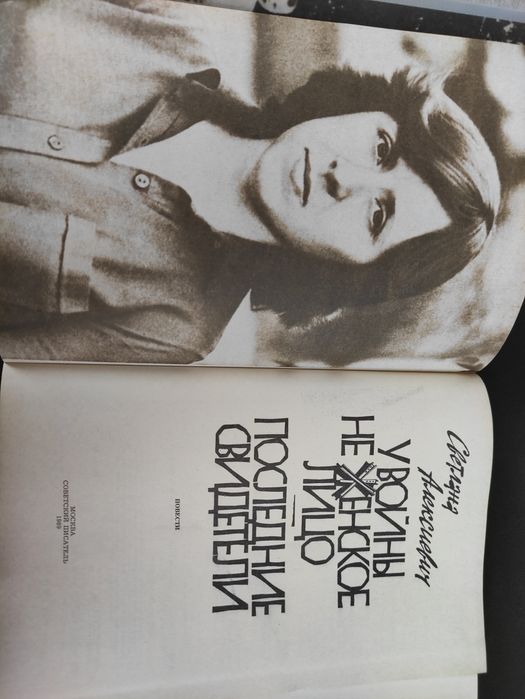 Светлана
Алексиевич
У ВОЙНЫ
НЕ ЖЕНСКОЕ
ЛИЦО
ПОСЛЕДНИЕ
СВИДЕТЕЛИ
ПОВЕСТИ
МОСКВА
СОВЕТСКИЙ ПИСАТЕЛЬ
1989